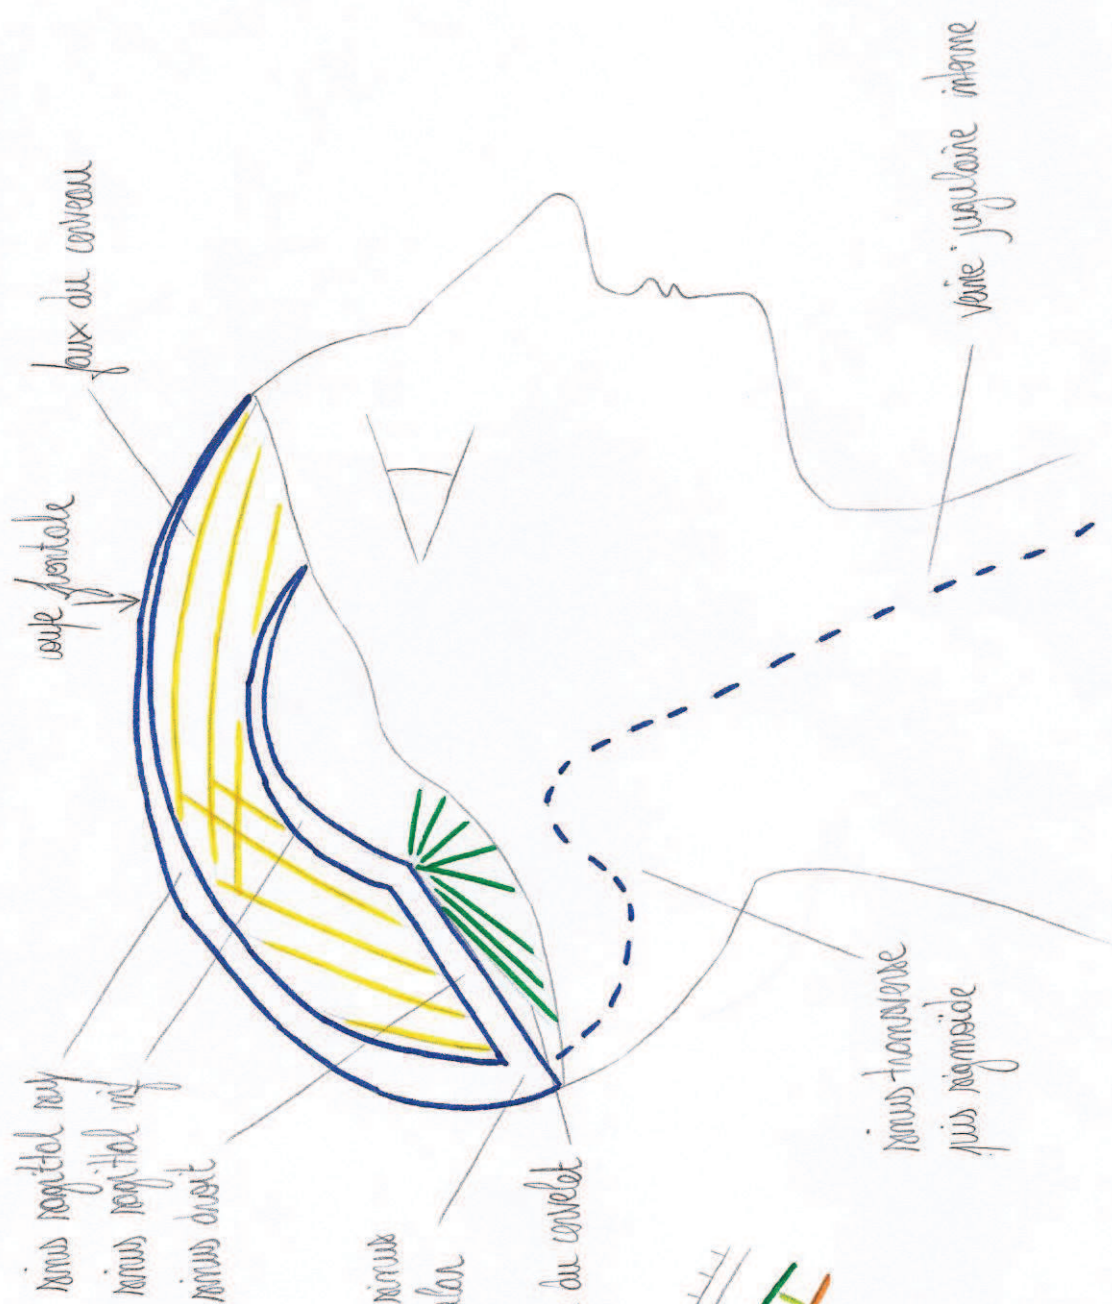 faux du cerveau
coupe frontale
veine jugulaire interne
sinus sagittal sup
sinus sagittal inf
sinus droit
sinus
du cervelet
sinus transverse
puis sigmoïde